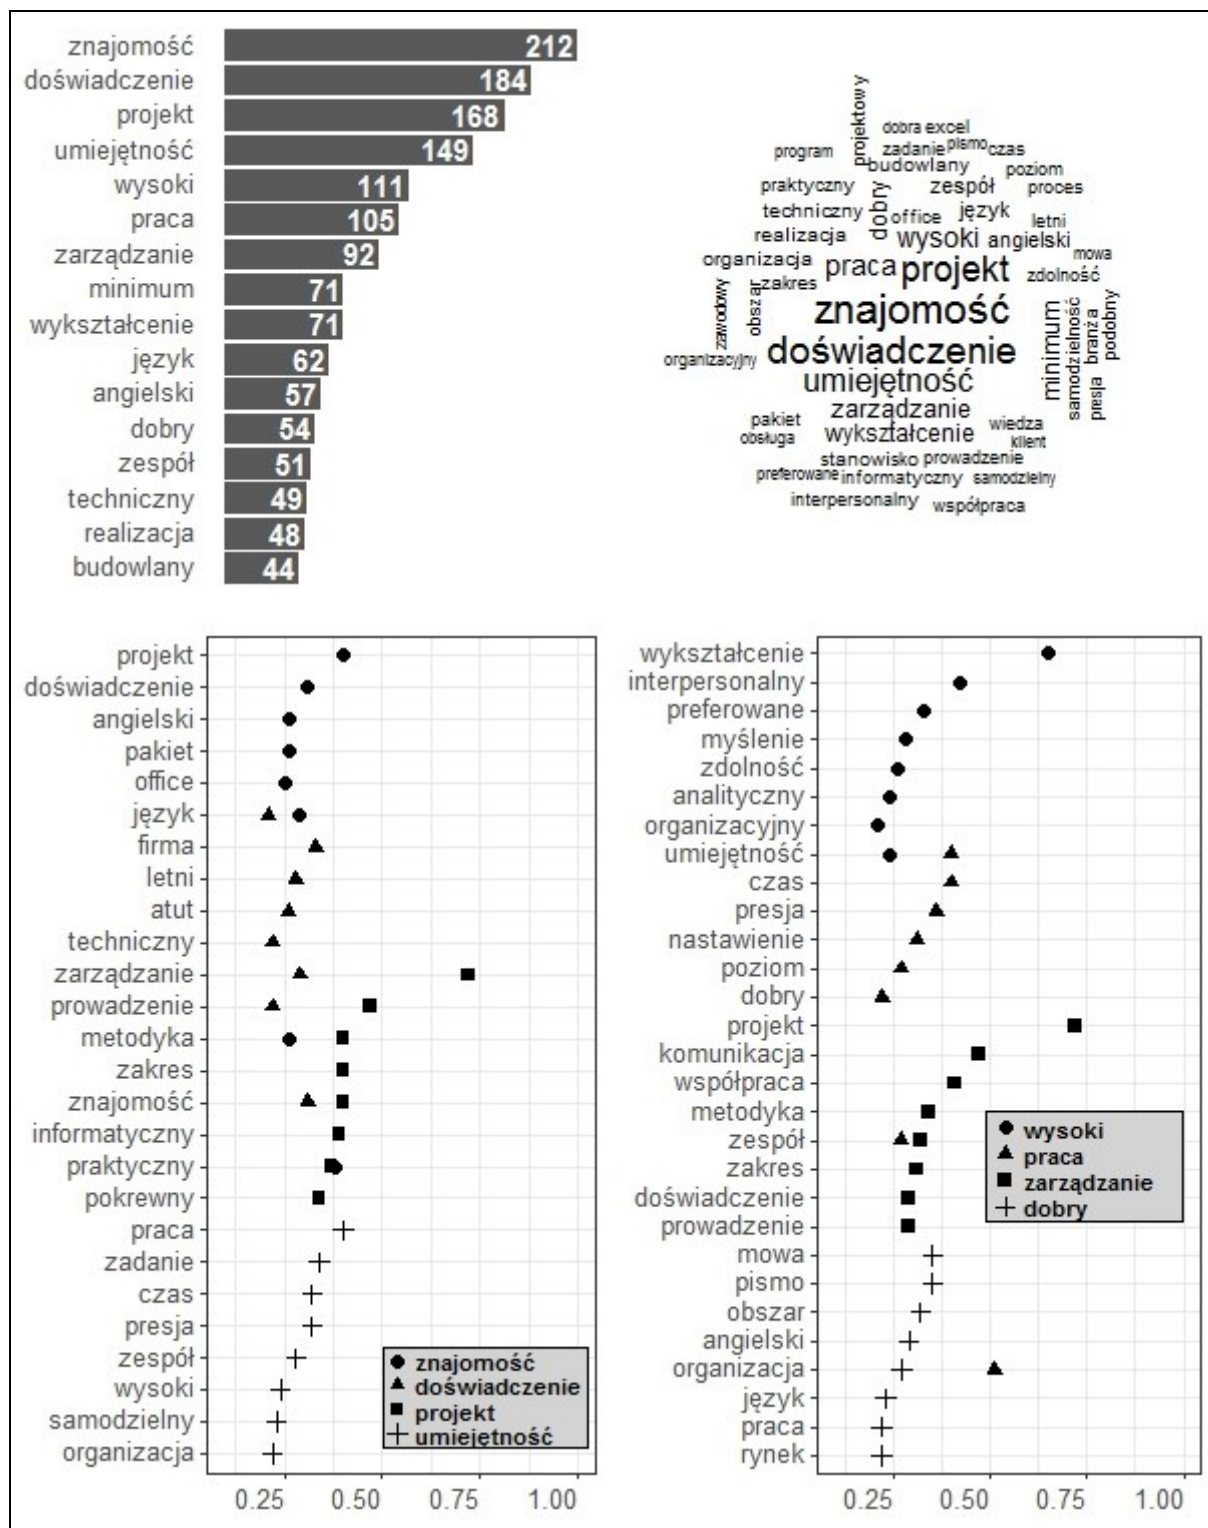 znajomość 212
doświadczenie 184
projekt 168
umiejętność 149
wysoki 111
praca 105
zarządzanie 92
minimum 71
wykształcenie 71
język 62
angielski 57
dobry 54
zespół 51
techniczny 49
realizacja 48
budowlany 44
projektowy
dobra excel
program zadanie pismo czas
budowlany poziom
praktyczny zespół proces
dobry
techniczny office język letni
realizacja wysoki angielski mowa
organizacja praca projekt zdolność
zakres
zawodowy obszar znajomość minimum samodzielność presja branża podobny
organizacyjny doświadczenie
umiejętność
zarządzanie
pakiet wiedza
obsługa wykształcenie klient
stanowisko prowadzenie
preferowane informatyczny samodzielny
interpersonalny współpraca
projekt
doświadczenie
angielski
pakiet
office
język
firma
letni
atut
techniczny
zarządzanie
prowadzenie
metodyka
zakres
znajomość
informatyczny
praktyczny
pokrewny
praca
zadanie
czas
presja
zespół
wysoki
samodzielny
organizacja
znajomość
doświadczenie
projekt
umiejętność
0.25 0.50 0.75 1.00
wykształcenie
interpersonalny
preferowane
myślenie
zdolność
analityczny
organizacyjny
umiejętność
czas
presja
nastawienie
poziom
dobry
projekt
komunikacja
współpraca
metodyka
zespół
zakres
doświadczenie
prowadzenie
mowa
pismo
obszar
angielski
organizacja
język
praca
rynek
wysoki
praca
zarządzanie
dobry
0.25 0.50 0.75 1.00